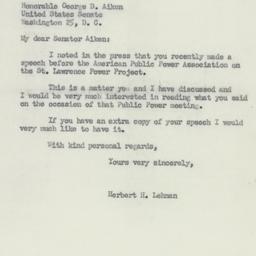 Honorable George D. Aiken
United States Senate
Washington 25, D. C.
My dear Senator Aiken:
I noted in the press that you recently made a
speech before the American Public Power Association on
the St. Lawrence Power Project.
This is a matter you and I have discussed and
I would be very much interested in reading what you said
on the occasion of that Public Power meeting.
If you have an extra copy of your speech I would
very much like to have it.
With kind personal regards,
Yours very sincerely,
Herbert H. Lehman